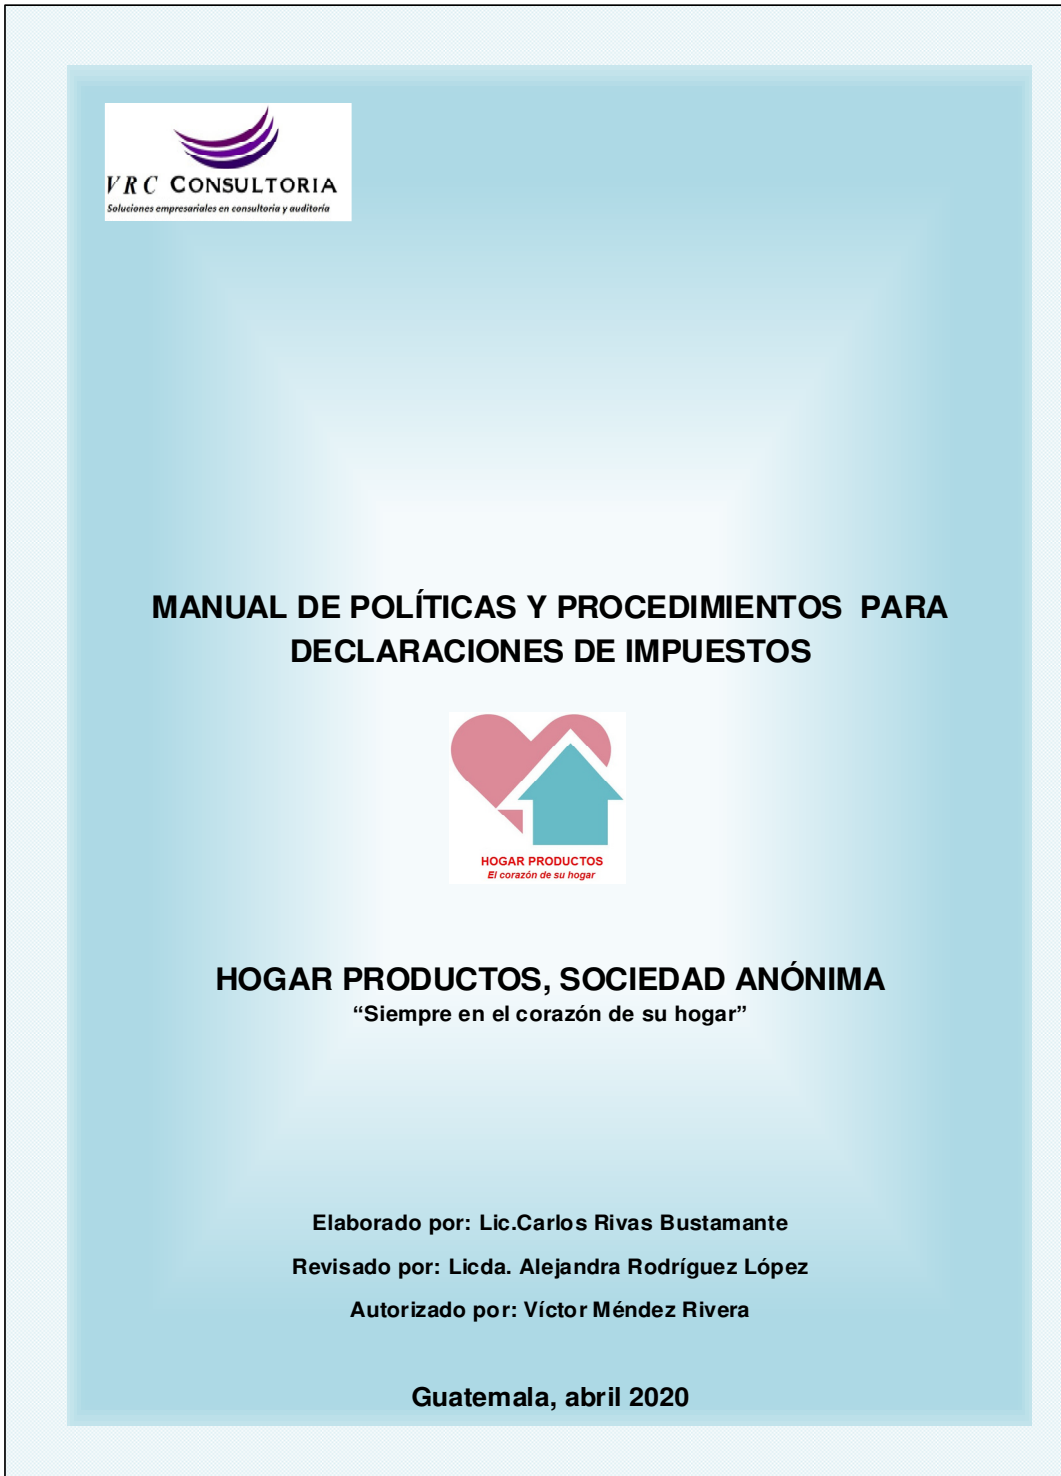 VRC CONSULTORIA
Soluciones empresariales en consultoria y auditoría
MANUAL DE POLÍTICAS Y PROCEDIMIENTOS PARA
DECLARACIONES DE IMPUESTOS
HOGAR PRODUCTOS
El corazón de su hogar
HOGAR PRODUCTOS, SOCIEDAD ANÓNIMA
“Siempre en el corazón de su hogar”
Elaborado por: Lic.Carlos Rivas Bustamante
Revisado por: Licda. Alejandra Rodríguez López
Autorizado por: Víctor Méndez Rivera
Guatemala, abril 2020